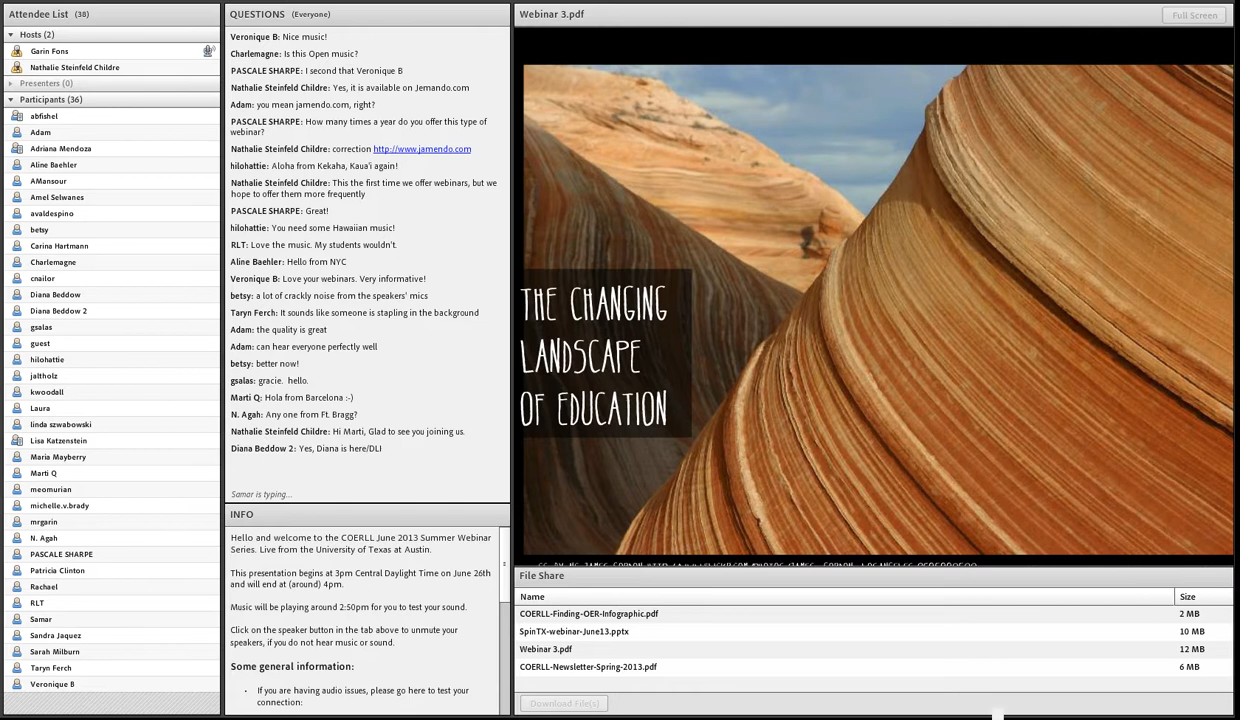 Attendee List (38)
Hosts (2)
Garin Fons
Nathalie Steinfeld Childre
Presenters (0)
Participants (36)
abfishel
Adam
Adriana Mendoza
Aline Baehler
AMansour
Amel Selwanes
avaldespino
betsy
Carina Hartmann
Charlemagne
cnailor
Diana Beddow
Diana Beddow 2
gsalas
guest
hilohattie
jaltholz
kwoodall
Laura
linda szwabowski
Lisa Katzenstein
Maria Mayberry
Marti Q
meomurian
michelle.v.brady
mrgarin
N. Agah
PASCALE SHARPE
Patricia Clinton
Rachael
RLT
Samar
Sandra Jaquez
Sarah Milburn
Taryn Ferch
Veronique B
QUESTIONS (Everyone)
Veronique B: Nice music!
Charlemagne: Is this Open music?
PASCALE SHARPE: I second that Veronique B
Nathalie Steinfeld Childre: Yes, it is available on Jemando.com
Adam: you mean jamendo.com, right?
PASCALE SHARPE: How many times a year do you offer this type of
webinar?
Nathalie Steinfeld Childre: correction http://www.jamendo.com
hilohattie: Aloha from Kekaha, Kaua'i again!
Nathalie Steinfeld Childre: This the first time we offer webinars, but we
hope to offer them more frequently
PASCALE SHARPE: Great!
hilohattie: You need some Hawaiian music!
RLT: Love the music. My students wouldn't.
Aline Baehler: Hello from NYC
Veronique B: Love your webinars. Very informative!
betsy: a lot of crackly noise from the speakers' mics
Taryn Ferch: It sounds like someone is stapling in the background
Adam: the quality is great
Adam: can hear everyone perfectly well
betsy: better now!
gsalas: gracie. hello.
Marti Q: Hola from Barcelona :-)
N. Agah: Any one from Ft. Bragg?
Nathalie Steinfeld Childre: Hi Marti, Glad to see you joining us.
Diana Beddow 2: Yes, Diana is here/DLI
Samar is typing...
INFO
Hello and welcome to the COERLL June 2013 Summer Webinar
Series. Live from the University of Texas at Austin.
This presentation begins at 3pm Central Daylight Time on June 26th
and will end at (around) 4pm.
Music will be playing around 2:50pm for you to test your sound.
Click on the speaker button in the tab above to unmute your
speakers, if you do not hear music or sound.
Some general information:
• If you are having audio issues, please go here to test your
connection:
Webinar 3.pdf
Full Screen
THE CHANGING
LANDSCAPE
OF EDUCATION
File Share
Name Size
COERLL-Finding-OER-Infographic.pdf 2 MB
SpinTX-webinar-June13.pptx 10 MB
Webinar 3.pdf 12 MB
COERLL-Newsletter-Spring-2013.pdf 6 MB
Download File(s)